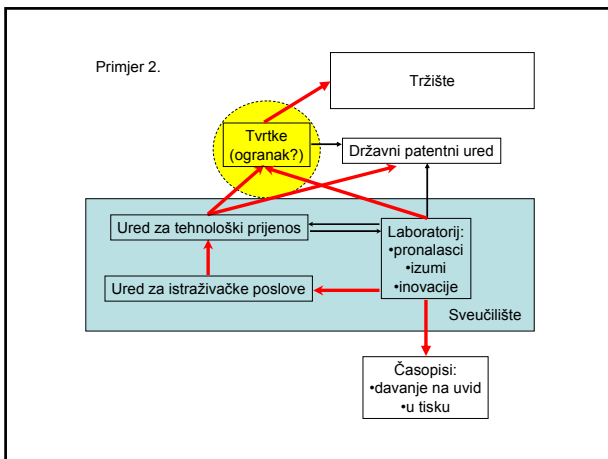 Primjer 2.
Tržište
Tvrtke
(ogranak?)
Državni patentni ured
Ured za tehnološki prijenos
Laboratorij:
•pronalasci
•izumi
•inovacije
Ured za istraživačke poslove
Sveučilište
Časopisi:
•davanje na uvid
•u tisku